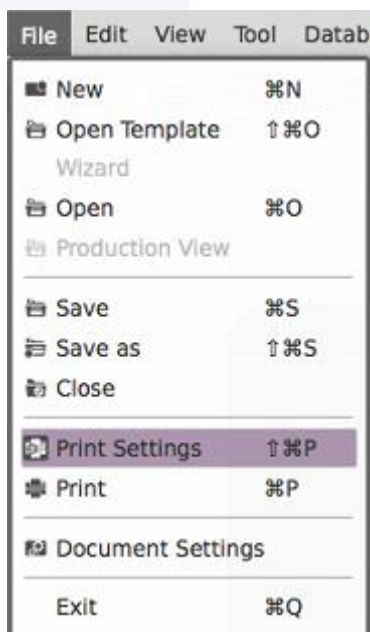 File Edit View Tool Datab
New ⌘N
Open Template ⇧⌘O
Wizard
Open ⌘O
Production View
Save ⌘S
Save as ⇧⌘S
Close
Print Settings ⇧⌘P
Print ⌘P
Document Settings
Exit ⌘Q